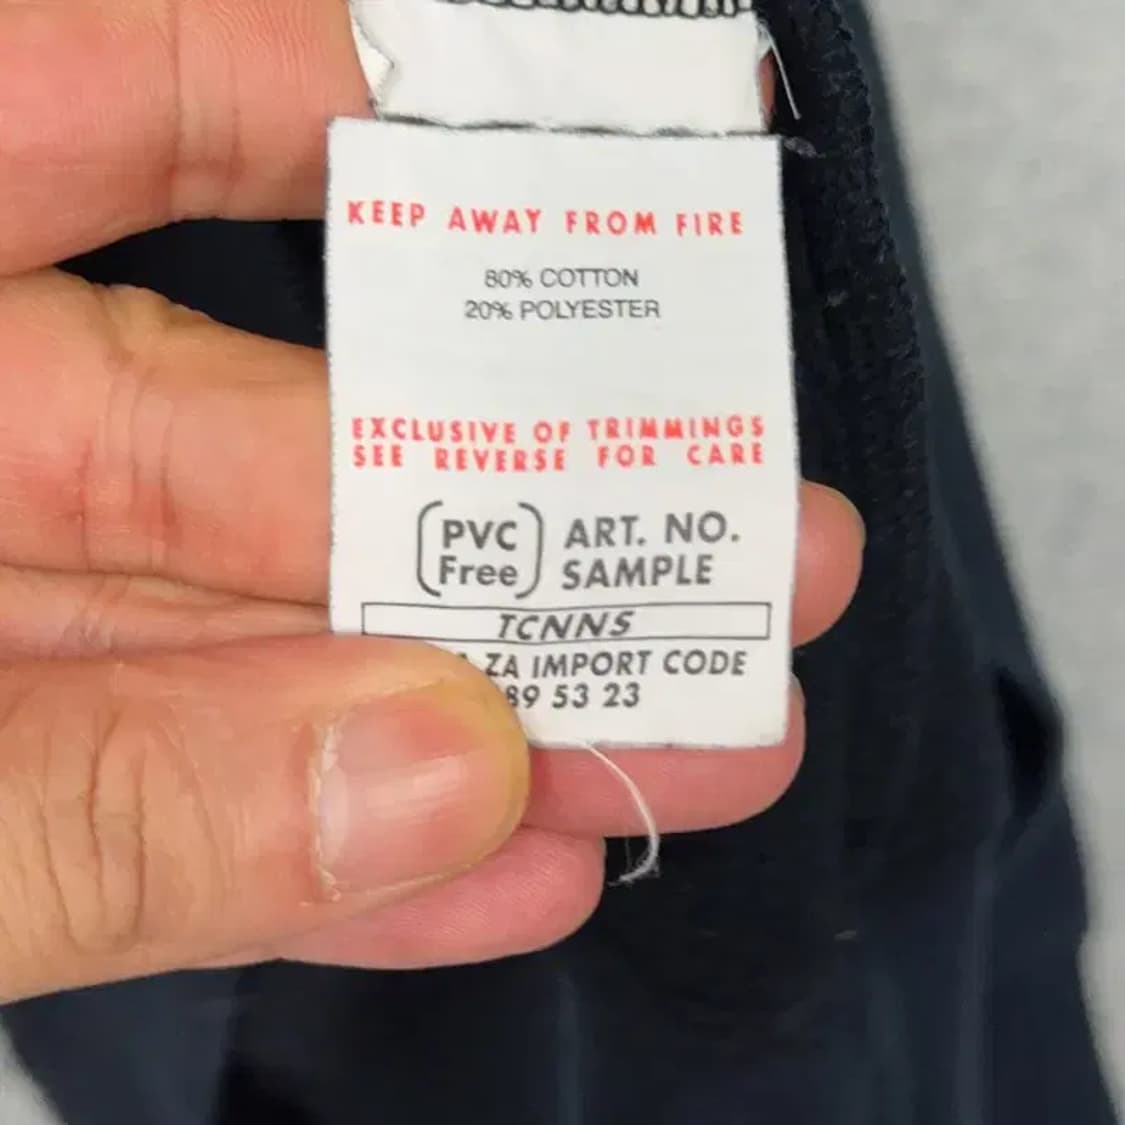 KEEP AWAY FROM FIRE
80% COTTON
20% POLYESTER
EXCLUSIVE OF TRIMMINGS
SEE REVERSE FOR CARE
PVC Free
ART. NO.
SAMPLE
TCNNS
ZA IMPORT CODE
89 53 23